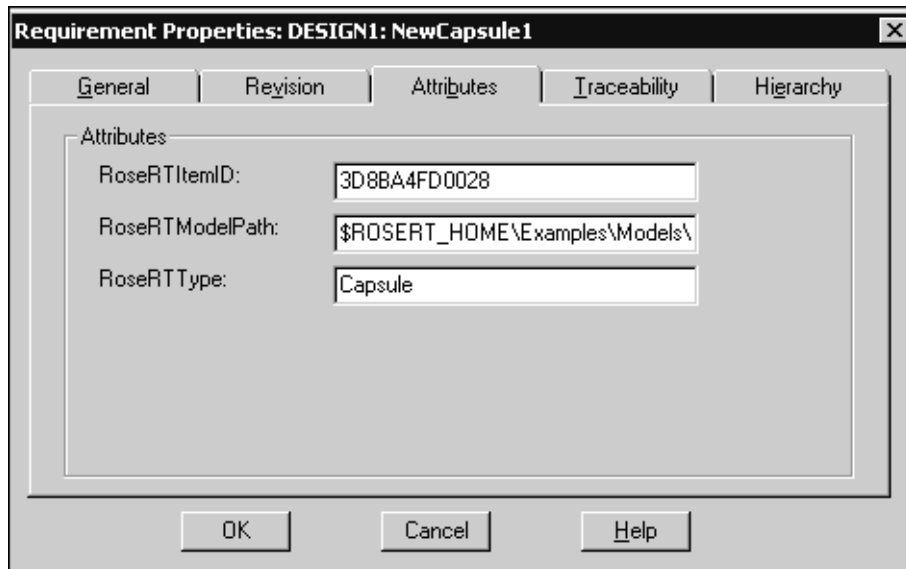 Requirement Properties: DESIGN1: NewCapsule1
General Revision Attributes Traceability Hierarchy
Attributes
RoseRTItemID: 3D8BA4FD0028
RoseRTModelPath: $ROSERT_HOME\Examples\Models\
RoseRTType: Capsule
OK Cancel Help